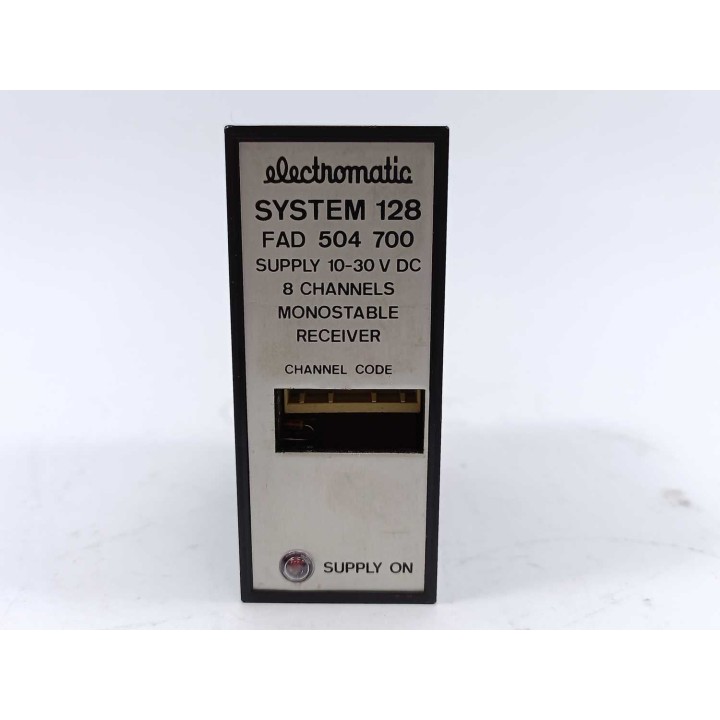 electromatic
SYSTEM 128
FAD 504 700
SUPPLY 10-30 V DC
8 CHANNELS
MONOSTABLE
RECEIVER
CHANNEL CODE
SUPPLY ON